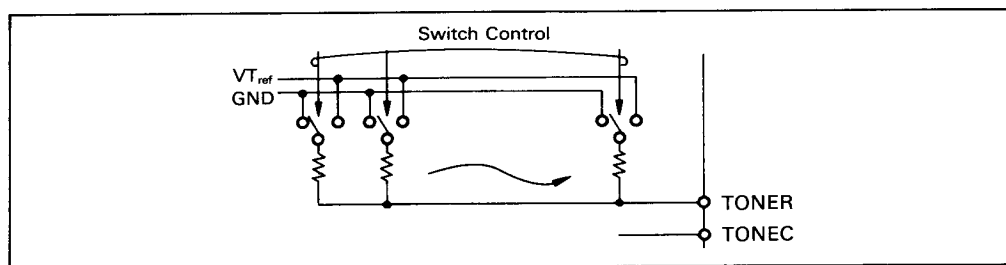 Switch Control
VTref
GND
TONER
TONEC